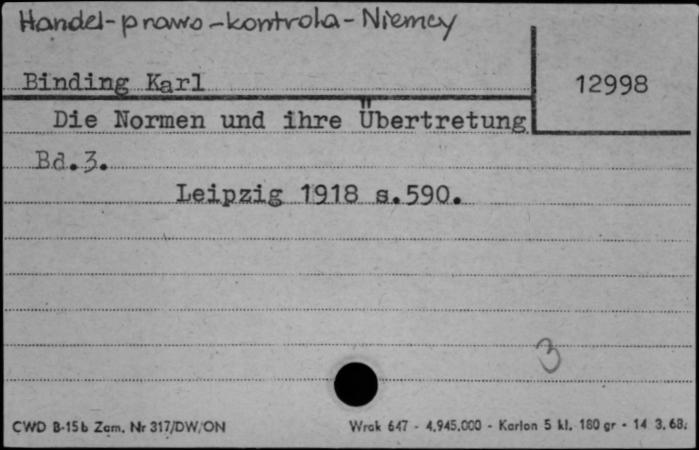 Handel-prawo-kontrola-Niemcy
Binding Karl
12998
Die Normen und ihre Übertretung
Bd.3.
Leipzig 1918 s.590.
3
CWD B-15b Zam. Nr 317/DW/ON
Wrak 647 - 4.945.000 - Karton 5 kl. 180 gr - 14 3.68.